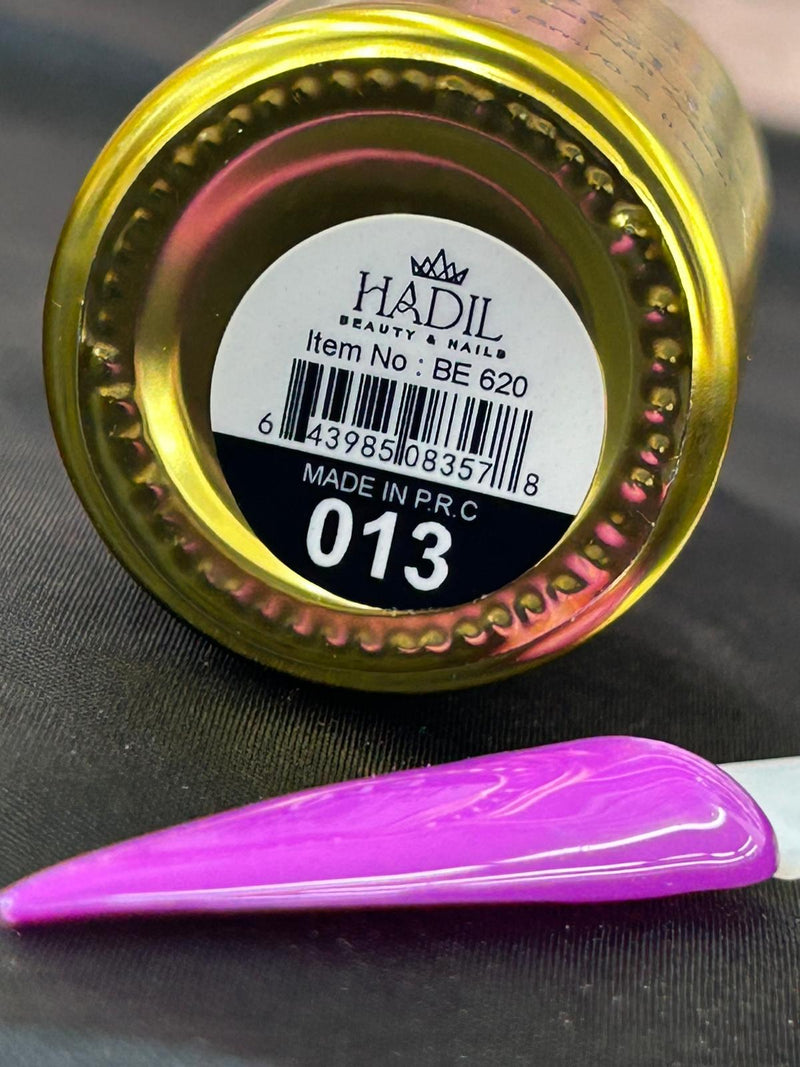 HADIL
BEAUTY & NAILS
Item No : BE 620
6 43985 08357 8
MADE IN P.R.C
013